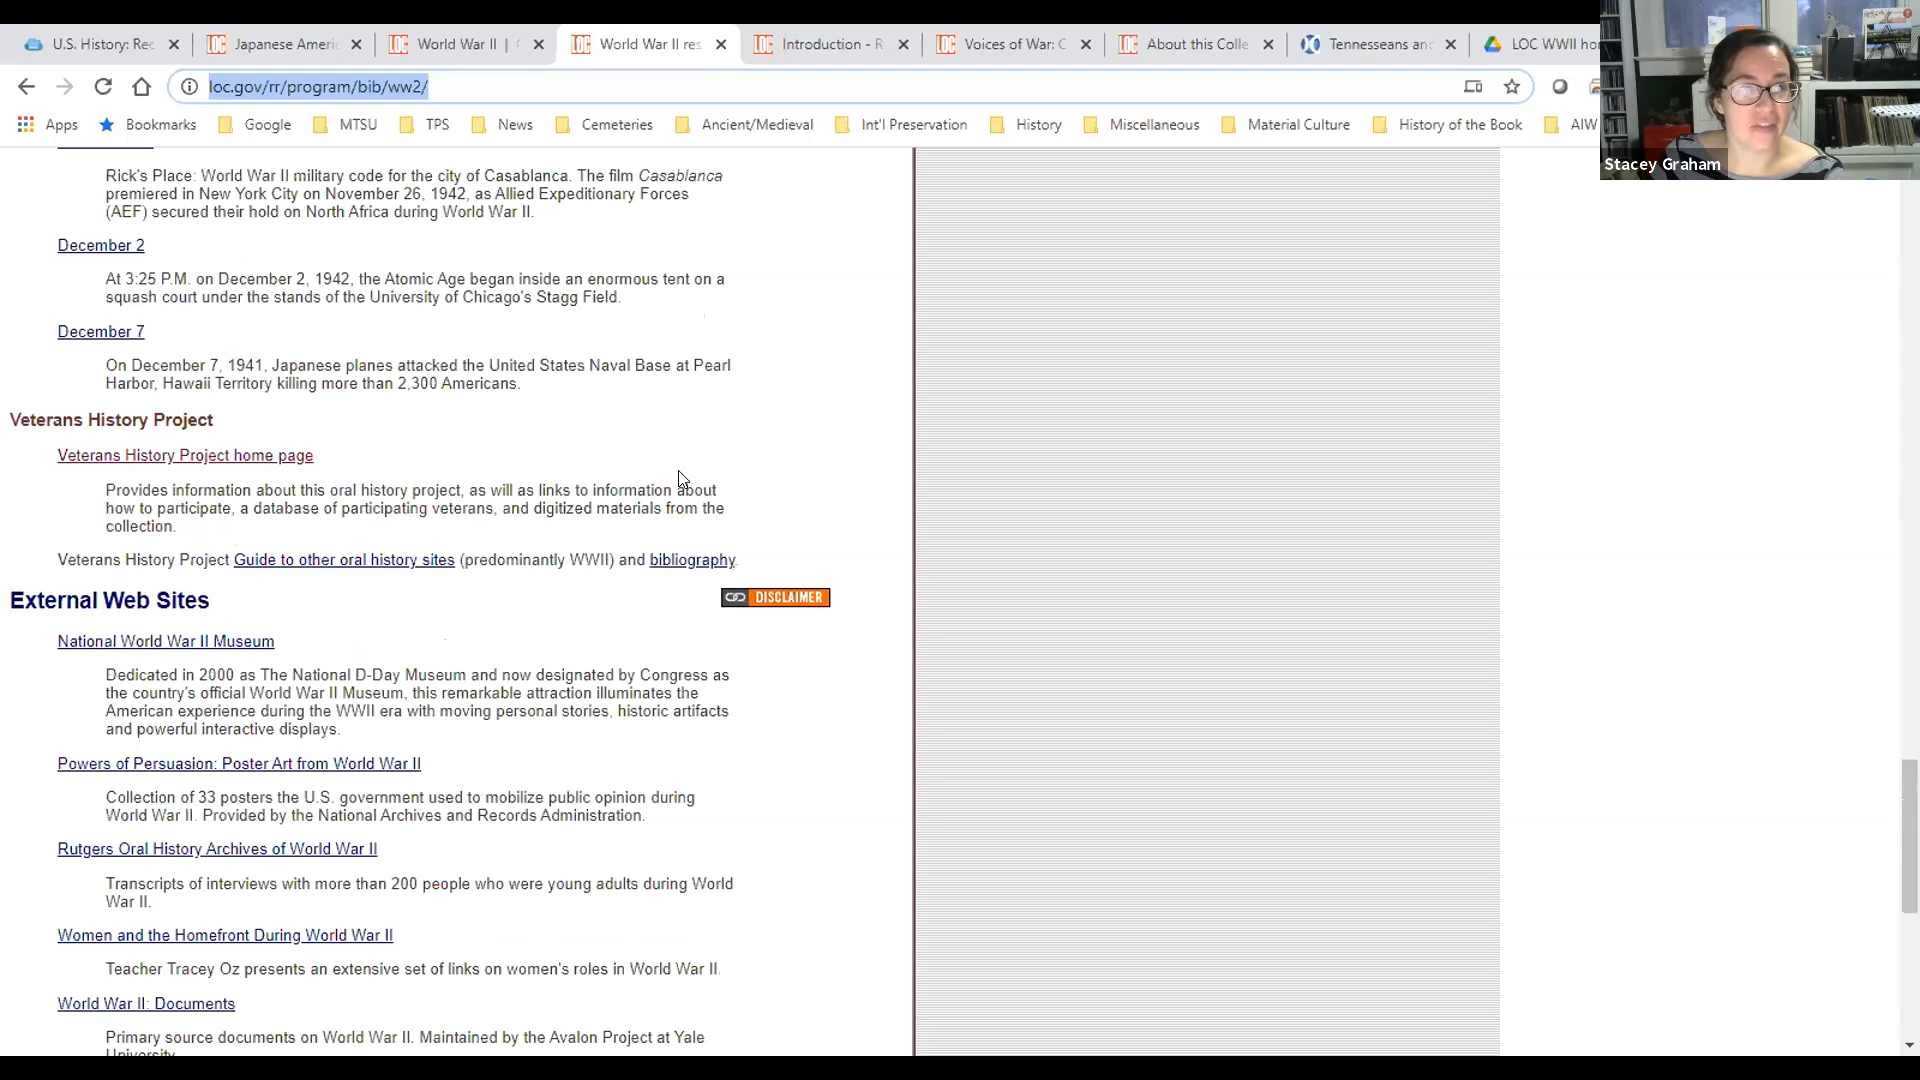 U.S. History: Rec
Japanese Ameri
World War II |
World War II res
Introduction - R
Voices of War: C
About this Colle
Tennesseans an
LOC WWII ho
loc.gov/rr/program/bib/ww2/
Apps
Bookmarks
Google
MTSU
TPS
News
Cemeteries
Ancient/Medieval
Int'l Preservation
History
Miscellaneous
Material Culture
History of the Book
AIW
Stacey Graham
Rick's Place: World War II military code for the city of Casablanca. The film Casablanca
premiered in New York City on November 26, 1942, as Allied Expeditionary Forces
(AEF) secured their hold on North Africa during World War II.
December 2
At 3:25 P.M. on December 2, 1942, the Atomic Age began inside an enormous tent on a
squash court under the stands of the University of Chicago's Stagg Field.
December 7
On December 7, 1941, Japanese planes attacked the United States Naval Base at Pearl
Harbor, Hawaii Territory killing more than 2,300 Americans.
Veterans History Project
Veterans History Project home page
Provides information about this oral history project, as will as links to information about
how to participate, a database of participating veterans, and digitized materials from the
collection.
Veterans History Project Guide to other oral history sites (predominantly WWII) and bibliography.
External Web Sites
DISCLAIMER
National World War II Museum
Dedicated in 2000 as The National D-Day Museum and now designated by Congress as
the country's official World War II Museum, this remarkable attraction illuminates the
American experience during the WWII era with moving personal stories, historic artifacts
and powerful interactive displays.
Powers of Persuasion: Poster Art from World War II
Collection of 33 posters the U.S. government used to mobilize public opinion during
World War II. Provided by the National Archives and Records Administration.
Rutgers Oral History Archives of World War II
Transcripts of interviews with more than 200 people who were young adults during World
War II.
Women and the Homefront During World War II
Teacher Tracey Oz presents an extensive set of links on women's roles in World War II.
World War II: Documents
Primary source documents on World War II. Maintained by the Avalon Project at Yale
University.